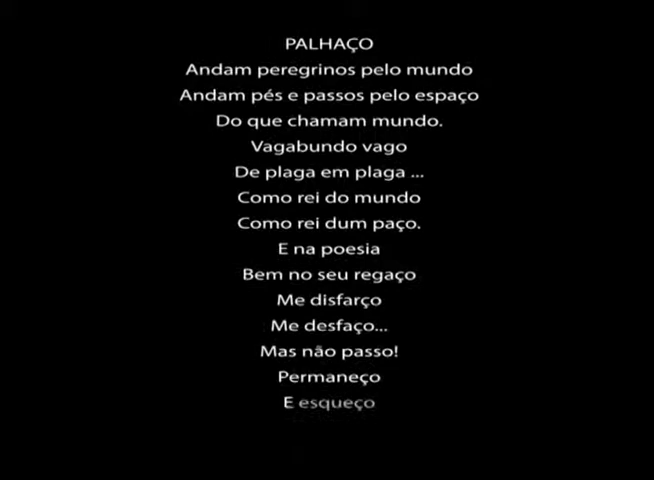 PALHAÇO
Andam peregrinos pelo mundo
Andam pés e passos pelo espaço
Do que chamam mundo.
Vagabundo vago
De plaga em plaga ...
Como rei do mundo
Como rei dum paço.
E na poesia
Bem no seu regaço
Me disfarço
Me desfaço...
Mas não passo!
Permaneço
E esqueço